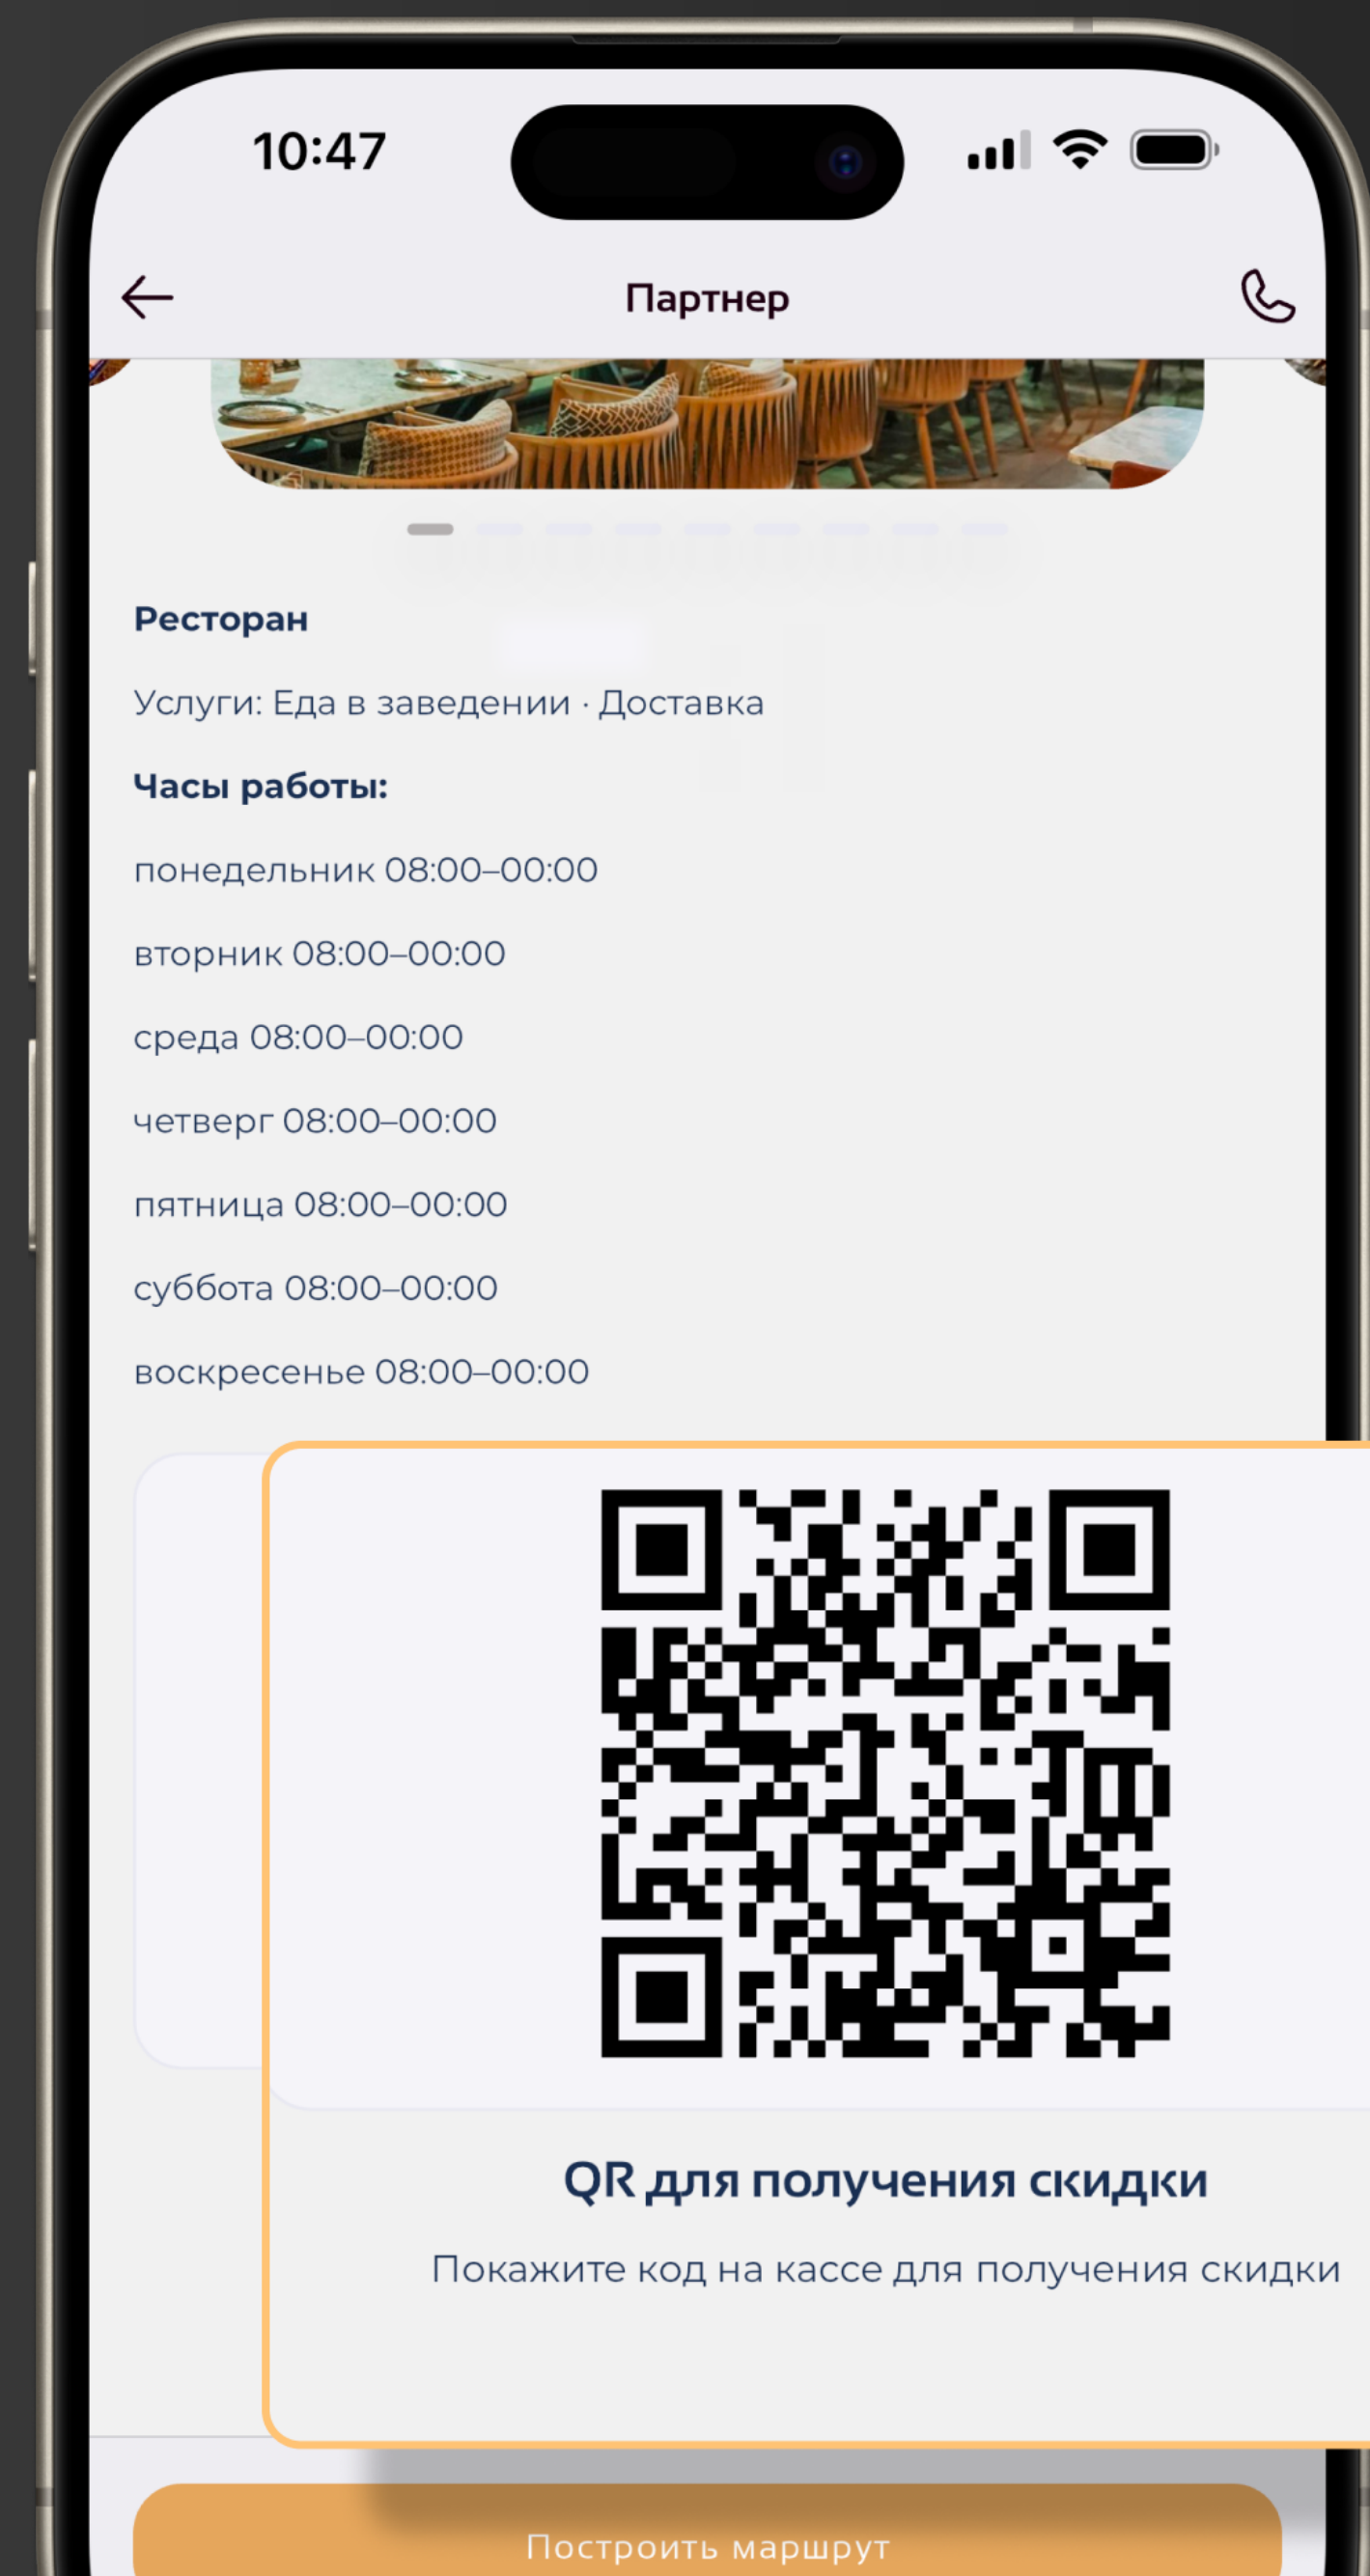 10:47
Партнер
Ресторан
Услуги: Еда в заведении · Доставка
Часы работы:
понедельник 08:00–00:00
вторник 08:00–00:00
среда 08:00–00:00
четверг 08:00–00:00
пятница 08:00–00:00
суббота 08:00–00:00
воскресенье 08:00–00:00
QR для получения скидки
Покажите код на кассе для получения скидки
Построить маршрут